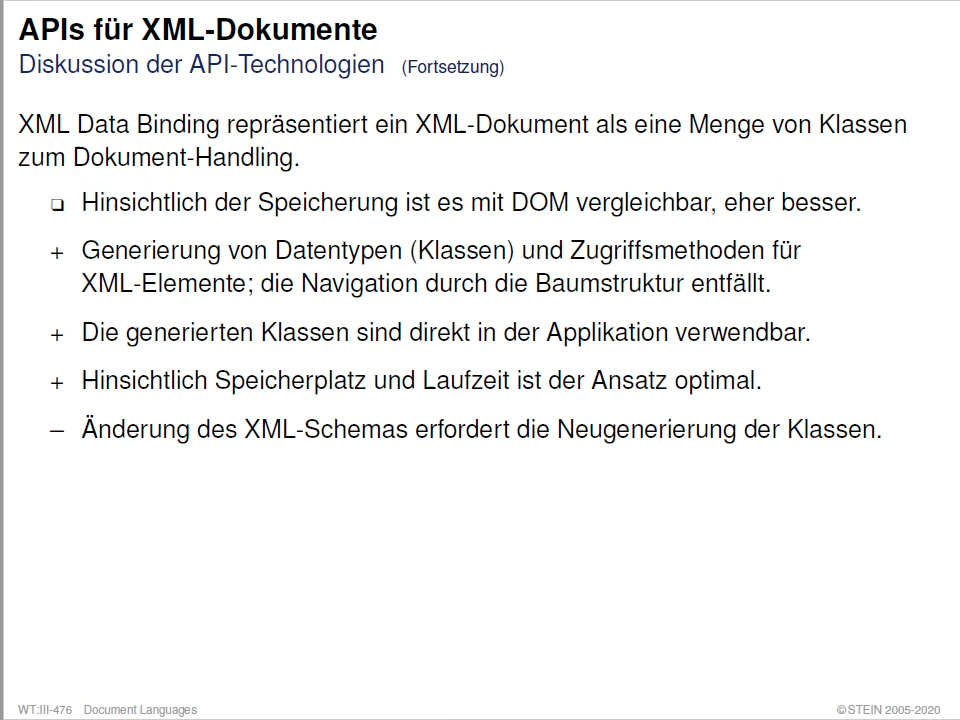 APIs für XML-Dokumente
Diskussion der API-Technologien (Fortsetzung)
XML Data Binding repräsentiert ein XML-Dokument als eine Menge von Klassen
zum Dokument-Handling.
❑ Hinsichtlich der Speicherung ist es mit DOM vergleichbar, eher besser.
+ Generierung von Datentypen (Klassen) und Zugriffsmethoden für
XML-Elemente; die Navigation durch die Baumstruktur entfällt.
+ Die generierten Klassen sind direkt in der Applikation verwendbar.
+ Hinsichtlich Speicherplatz und Laufzeit ist der Ansatz optimal.
– Änderung des XML-Schemas erfordert die Neugenerierung der Klassen.
WT:III-476 Document Languages ©STEIN 2005-2020